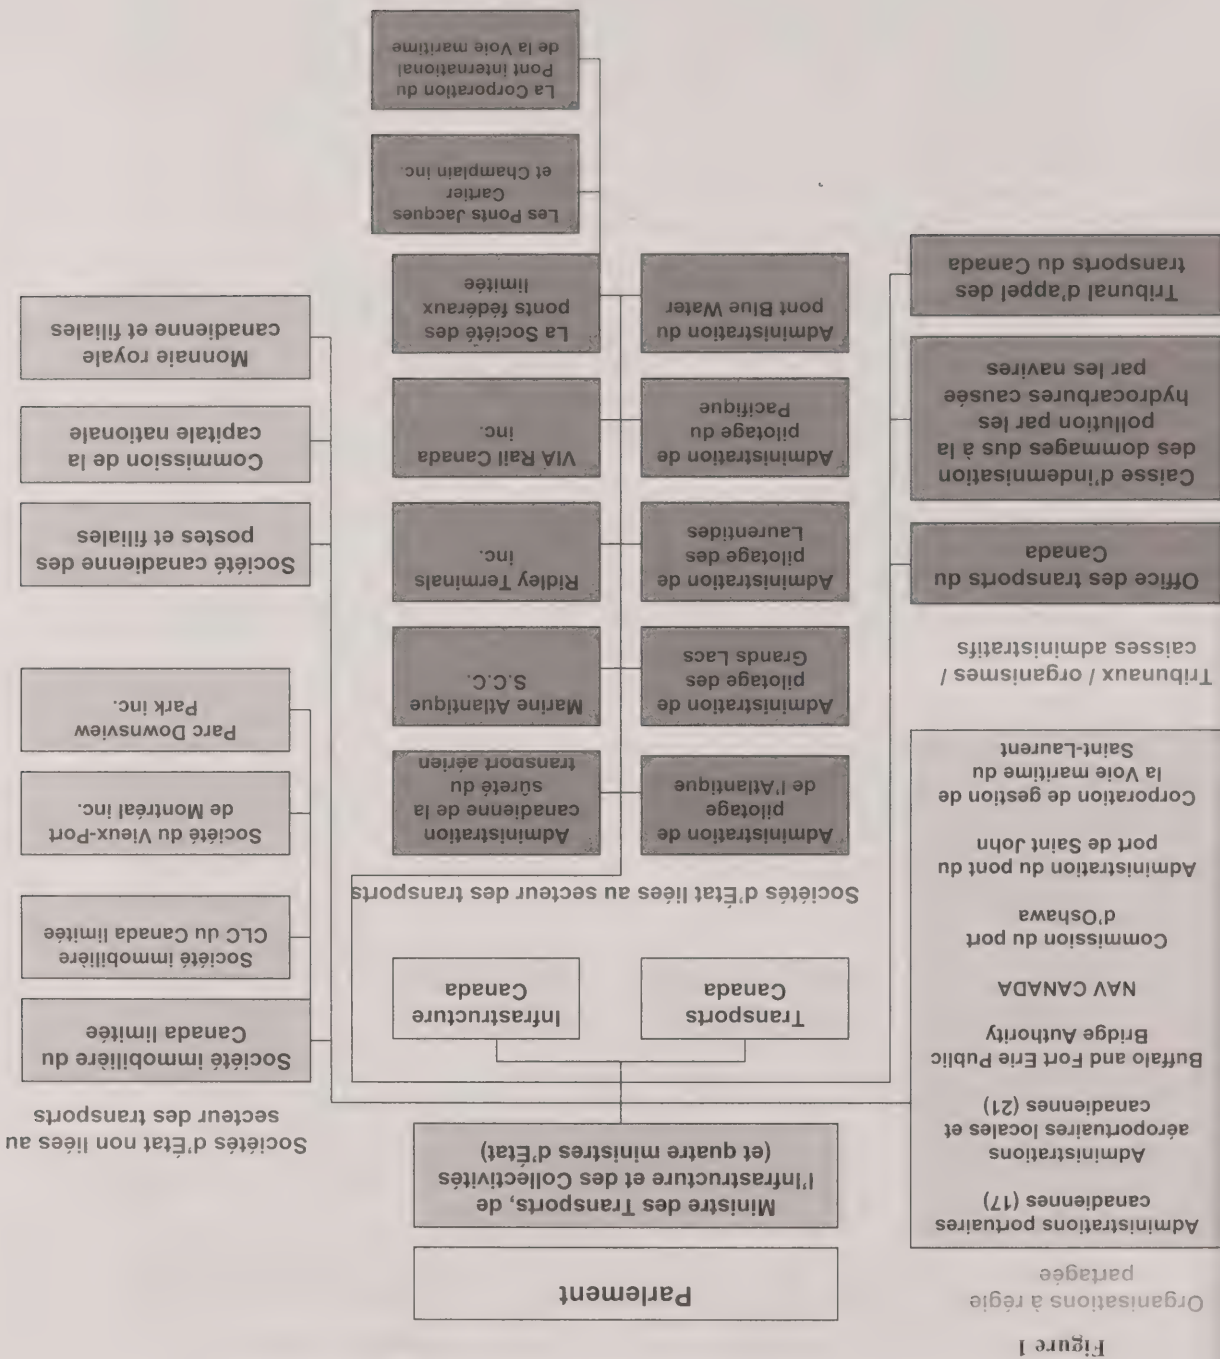 Figure 1
Parlement
Ministre des Transports, de
l'Infrastructure et des Collectivités
(et quatre ministres d'État)
Transports
Canada
Infrastructure
Canada
Organisations à régie
partagée
Administrations portuaires
canadiennes (17)
Administrations
aéroportuaires locales et
canadiennes (21)
Buffalo and Fort Erie Public
Bridge Authority
NAV CANADA
Commission du port
d'Oshawa
Administration du pont du
port de Saint John
Corporation de gestion de
la Voie maritime du
Saint-Laurent
Tribunaux / organismes /
caisses administratifs
Office des transports du
Canada
Caisse d'indemnisation
des dommages dus à la
pollution par les
hydrocarbures causée
par les navires
Tribunal d'appel des
transports du Canada
Sociétés d'État liées au secteur des transports
Administration de
pilotage
de l'Atlantique
Administration de
pilotage des
Grands Lacs
Administration de
pilotage des
Laurentides
Administration de
pilotage du
Pacifique
Administration du
pont Blue Water
Administration
canadienne de la
sûreté du
transport aérien
Marine Atlantique
S.C.C.
Ridley Terminals
inc.
VIA Rail Canada
inc.
La Société des
ponts fédéraux
limitée
Les Ponts Jacques
Cartier
et Champlain inc.
La Corporation du
Pont international
de la Voie maritime
Sociétés d'État non liées au
secteur des transports
Société immobilière du
Canada limitée
Société immobilière
CLC du Canada limitée
Société du Vieux-Port
de Montréal inc.
Parc Downsview
Park inc.
Société canadienne des
postes et filiales
Commission de la
capitale nationale
Monnaie royale
canadienne et filiales